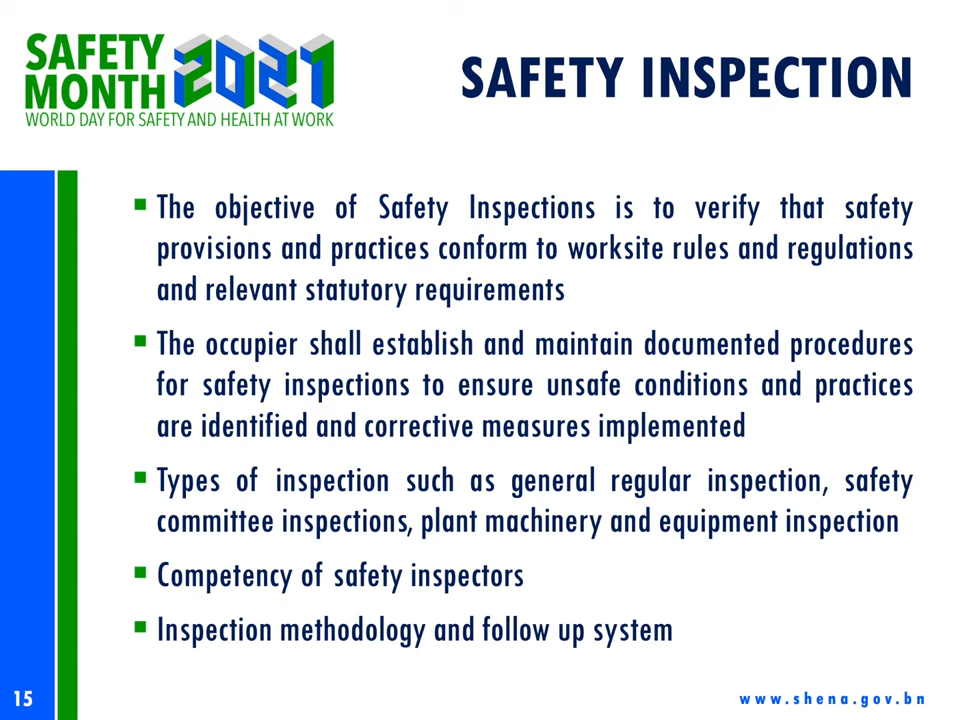 SAFETY
MONTH 2021
WORLD DAY FOR SAFETY AND HEALTH AT WORK
SAFETY INSPECTION
▪ The objective of Safety Inspections is to verify that safety
provisions and practices conform to worksite rules and regulations
and relevant statutory requirements
▪ The occupier shall establish and maintain documented procedures
for safety inspections to ensure unsafe conditions and practices
are identified and corrective measures implemented
▪ Types of inspection such as general regular inspection, safety
committee inspections, plant machinery and equipment inspection
▪ Competency of safety inspectors
▪ Inspection methodology and follow up system
15
www.shena.gov.bn